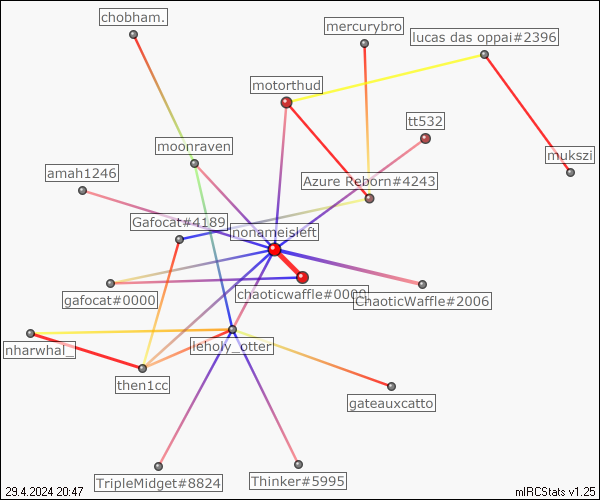 chobham.
mercurybro
lucas das oppai#2396
motorthud
tt532
moonraven
mukszi
amah1246
Azure Reborn#4243
Gafocat#4189
nonameisleft
gafocat#0000
chaoticwaffle#0000
ChaoticWaffle#2006
nharwhal_
leholy_otter
then1cc
gateauxcatto
TripleMidget#8824
Thinker#5995
29.4.2024 20:47
mIRCStats v1.25